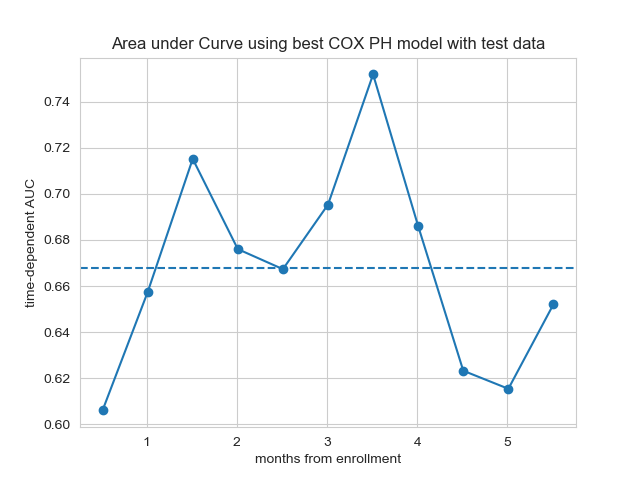 Area under Curve using best COX PH model with test data
time-dependent AUC
0.74
0.72
0.70
0.68
0.66
0.64
0.62
0.60
1 2 3 4 5
months from enrollment